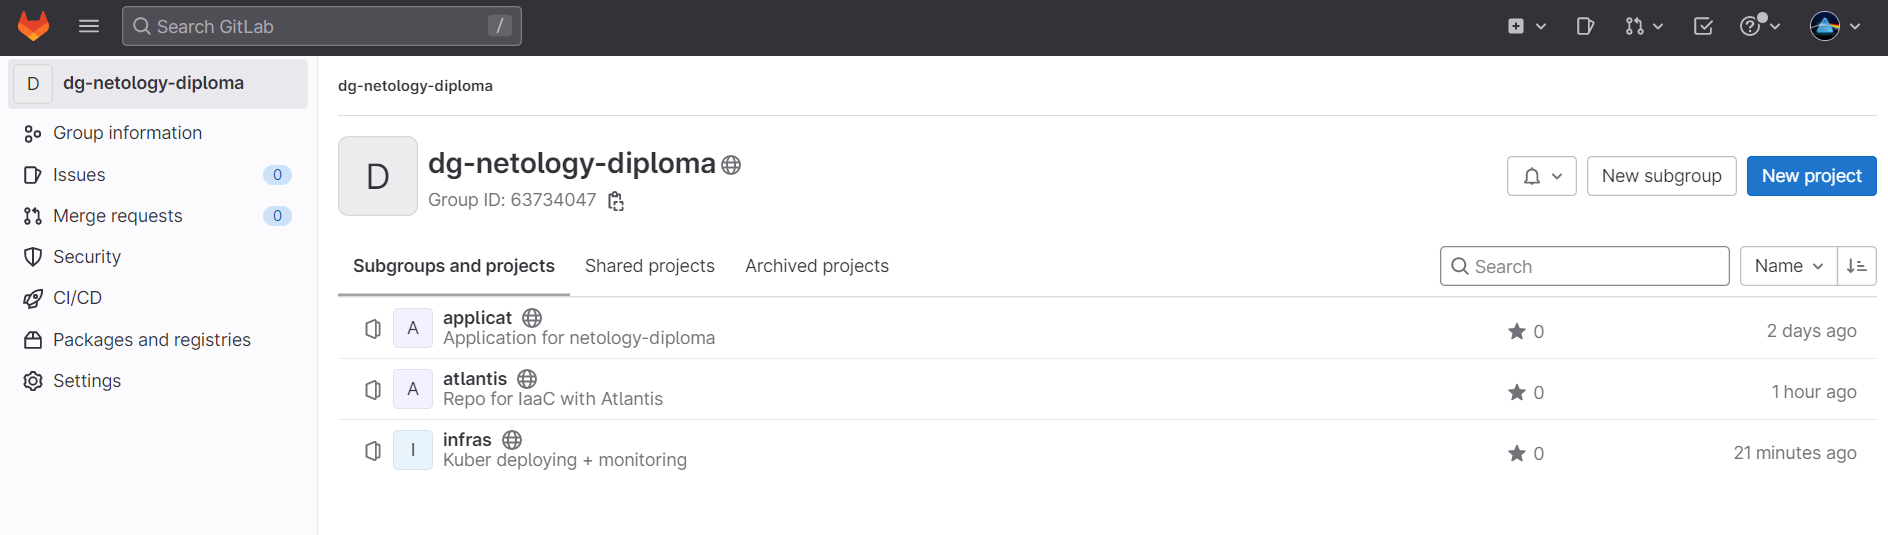 Search GitLab /
D dg-netology-diploma
Group information
Issues 0
Merge requests 0
Security
CI/CD
Packages and registries
Settings
dg-netology-diploma
D
dg-netology-diploma
Group ID: 63734047
New subgroup
New project
Subgroups and projects Shared projects Archived projects
Search
Name
A
applicat
Application for netology-diploma
0
2 days ago
A
atlantis
Repo for IaaC with Atlantis
0
1 hour ago
I
infras
Kuber deploying + monitoring
0
21 minutes ago